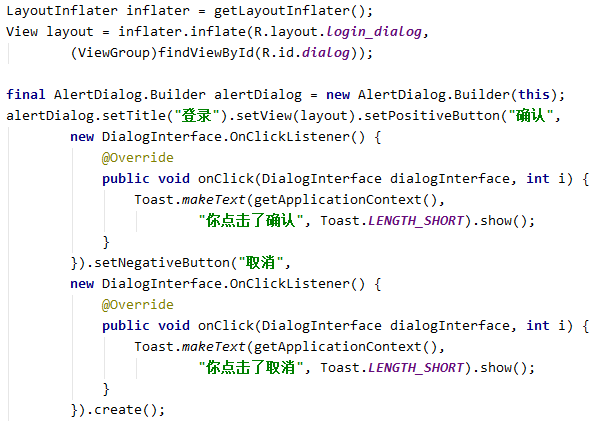 LayoutInflater inflater = getLayoutInflater();
View layout = inflater.inflate(R.layout.login_dialog,
        (ViewGroup)findViewById(R.id.dialog));

final AlertDialog.Builder alertDialog = new AlertDialog.Builder(this);
alertDialog.setTitle("登录").setView(layout).setPositiveButton("确认",
        new DialogInterface.OnClickListener() {
            @Override
            public void onClick(DialogInterface dialogInterface, int i) {
                Toast.makeText(getApplicationContext(),
                        "你点击了确认", Toast.LENGTH_SHORT).show();
            }
        }).setNegativeButton("取消",
        new DialogInterface.OnClickListener() {
            @Override
            public void onClick(DialogInterface dialogInterface, int i) {
                Toast.makeText(getApplicationContext(),
                        "你点击了取消", Toast.LENGTH_SHORT).show();
            }
        }).create();